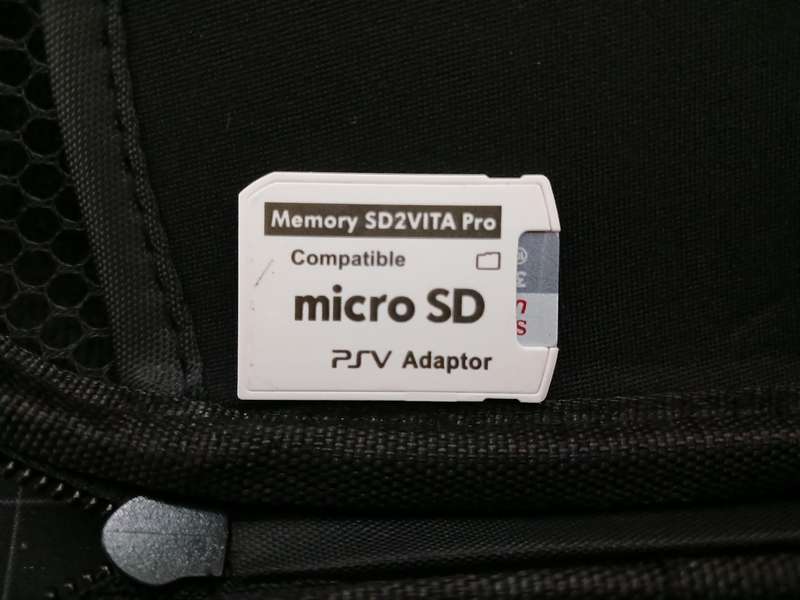 Memory SD2VITA Pro
Compatible
micro SD
PSV Adaptor